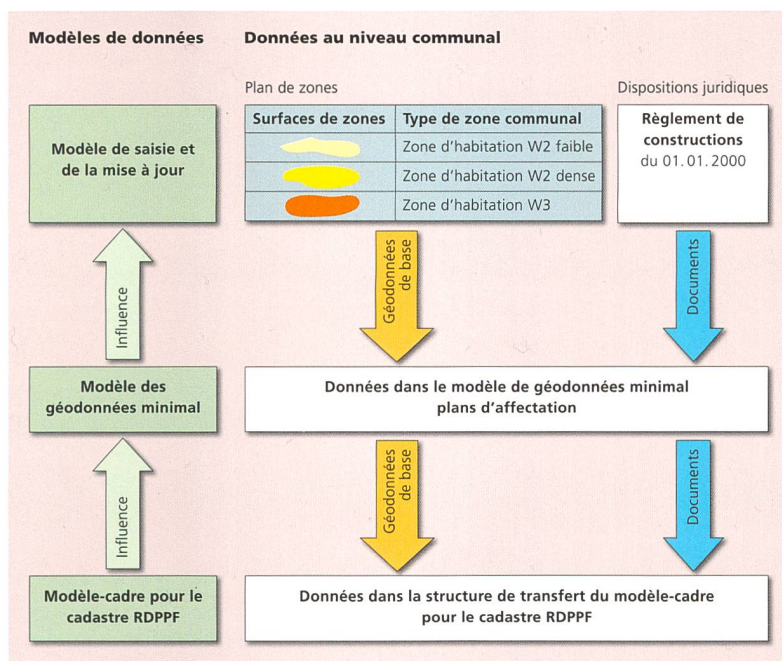 Modèles de données
Données au niveau communal
Plan de zones
Dispositions juridiques
Modèle de saisie et
de la mise à jour
Surfaces de zones
Type de zone communal
Zone d'habitation W2 faible
Zone d'habitation W2 dense
Zone d'habitation W3
Règlement de
constructions
du 01.01.2000
Influence
Géodonnées
de base
Documents
Modèle des
géodonnées minimal
Données dans le modèle de géodonnées minimal
plans d'affectation
Influence
Géodonnées
de base
Documents
Modèle-cadre pour le
cadastre RDPPF
Données dans la structure de transfert du modèle-cadre
pour le cadastre RDPPF